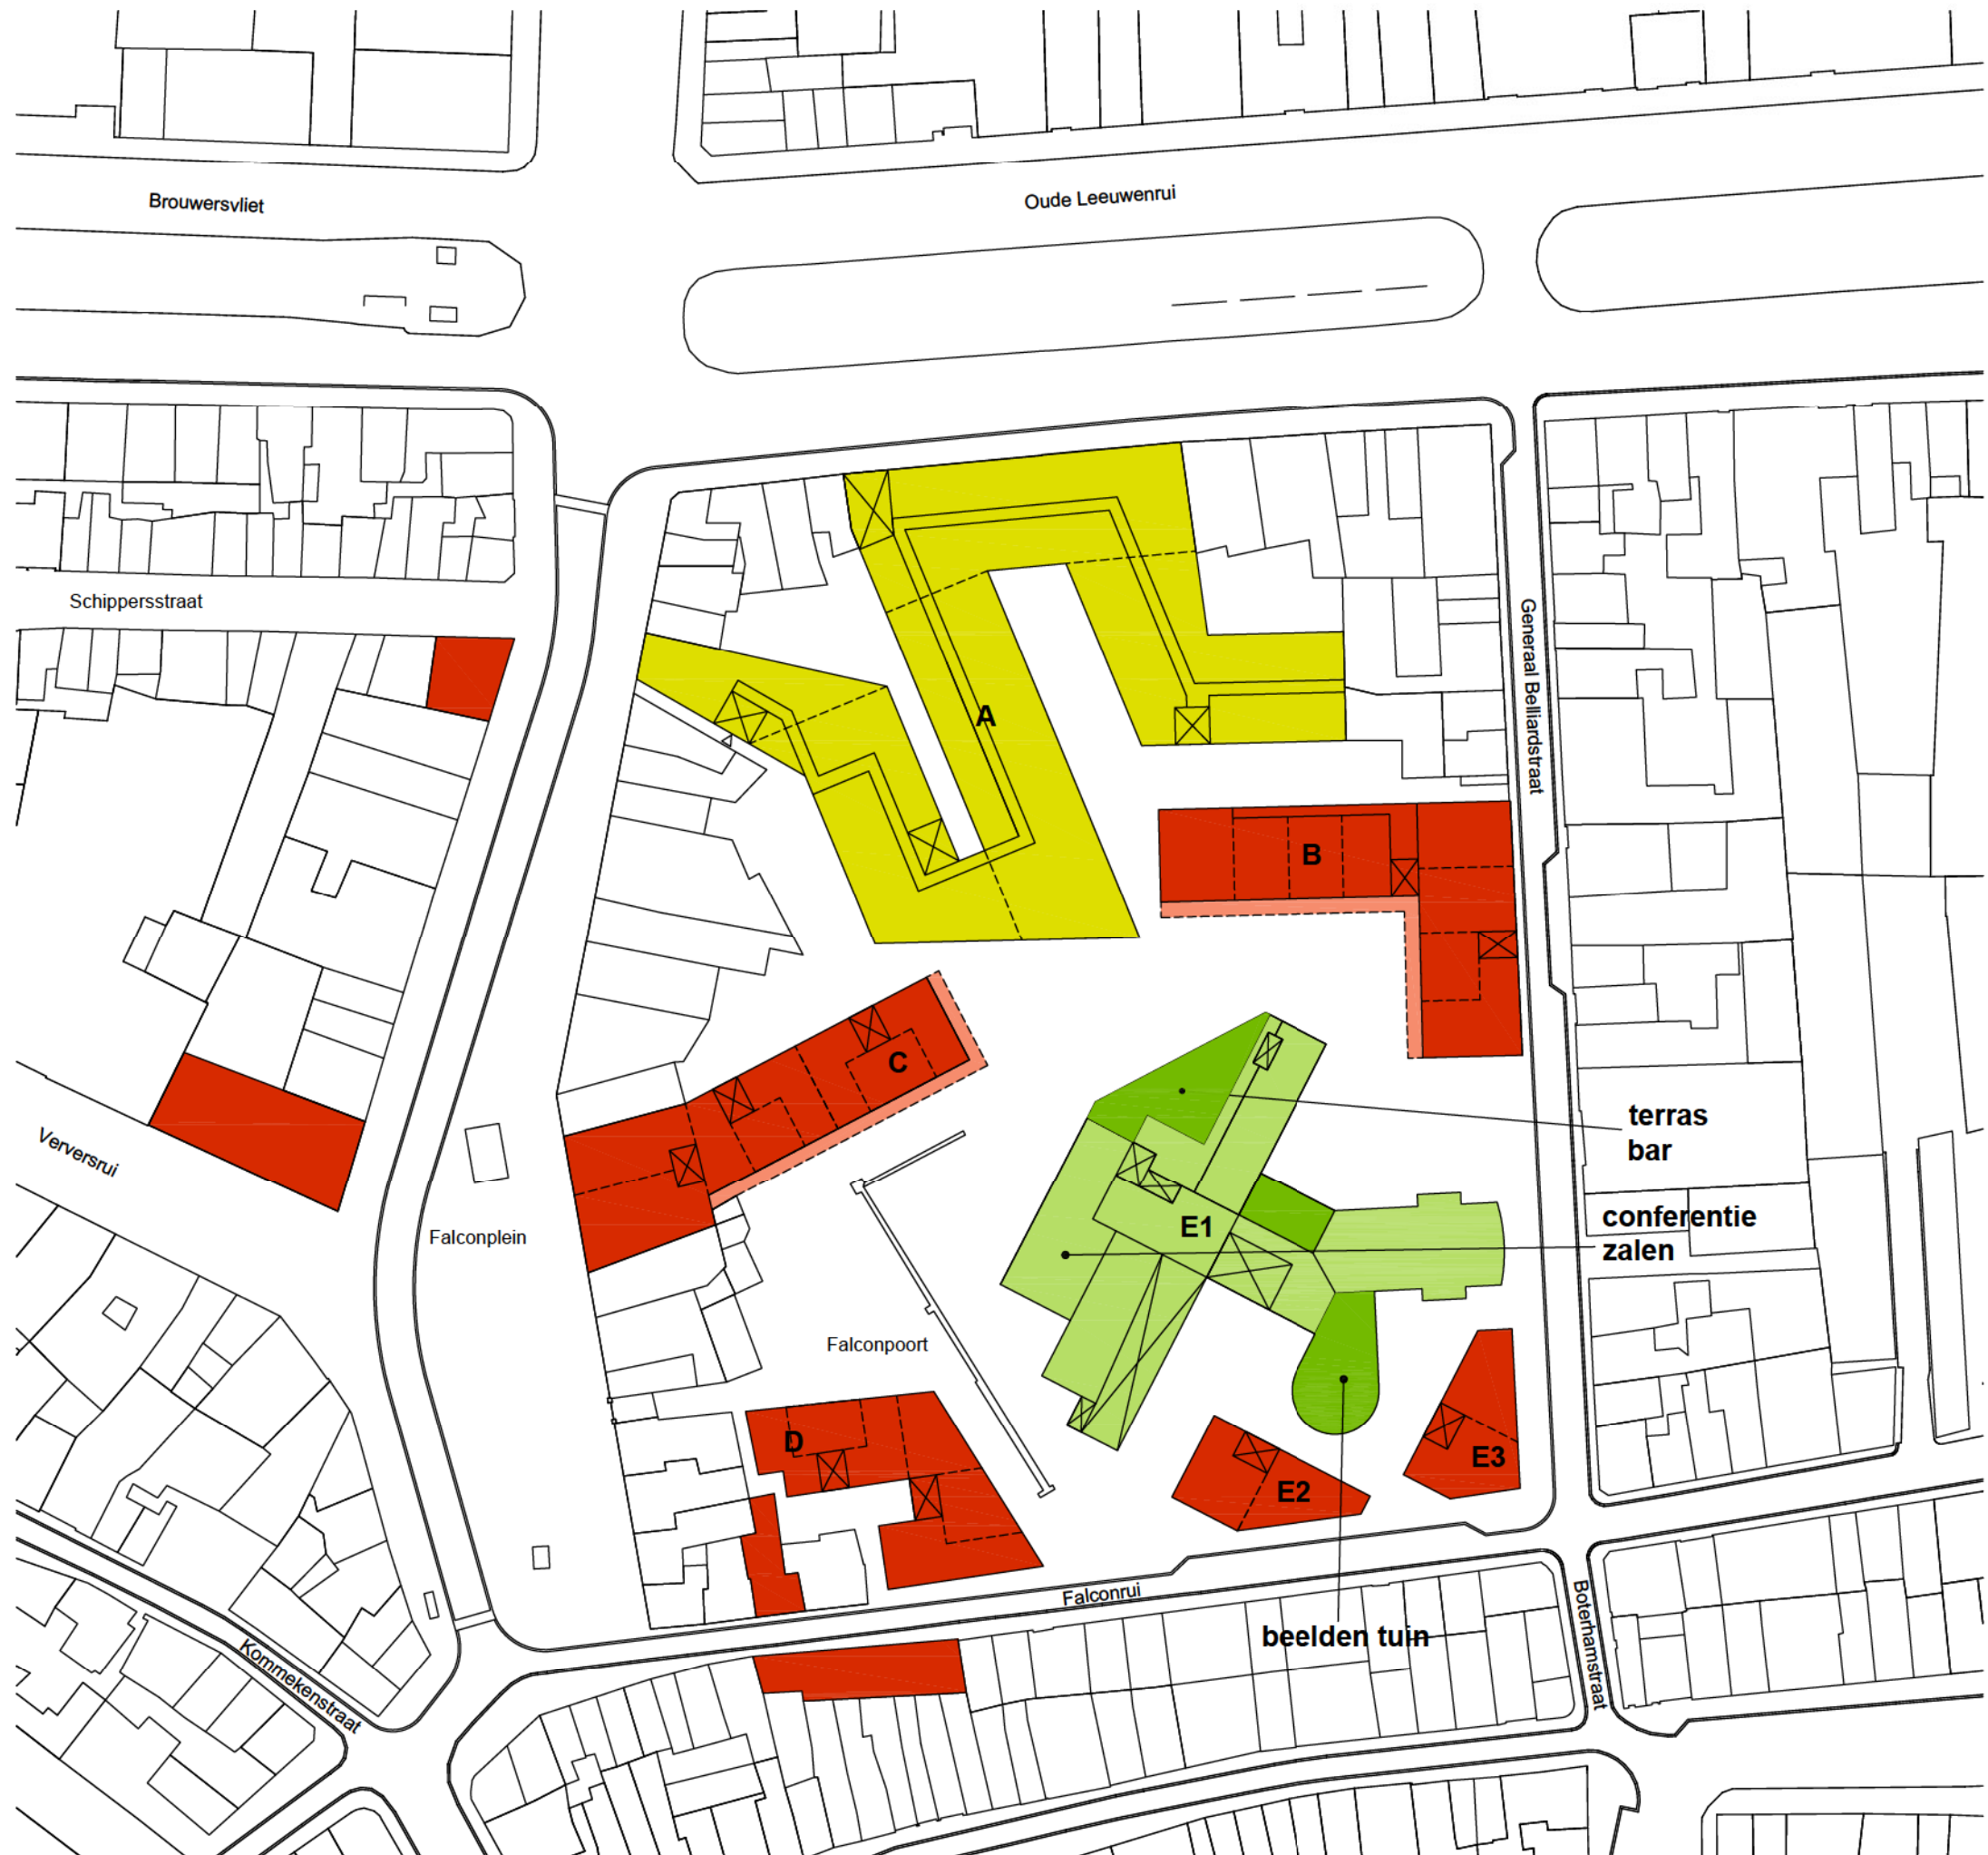 Brouwersvliet
Oude Leeuwenrui
Schippersstraat
Generaal Belliardstraat
A
B
C
terras
bar
Verversrui
conferentie
zalen
E1
Falconplein
Falconpoort
D
E3
E2
Falconrui
Boterhamstraat
beelden tuin
Kommekenstraat